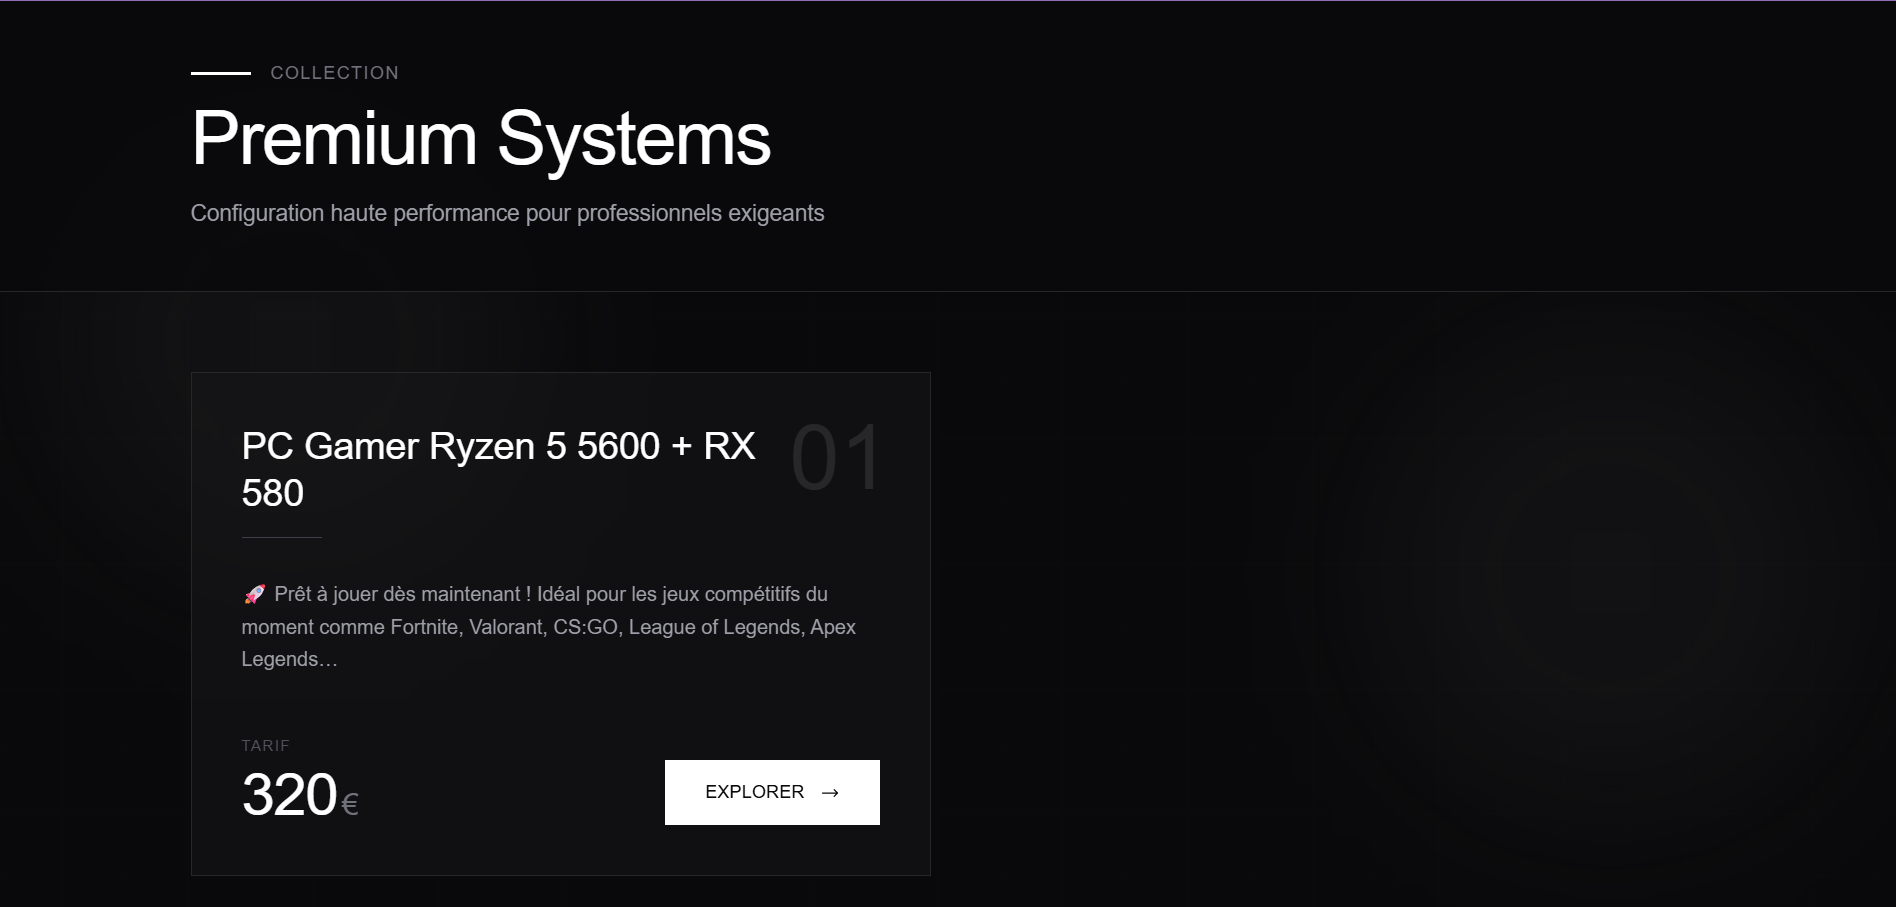 COLLECTION
Premium Systems
Configuration haute performance pour professionnels exigeants
PC Gamer Ryzen 5 5600 + RX
580
01
🚀 Prêt à jouer dès maintenant ! Idéal pour les jeux compétitifs du
moment comme Fortnite, Valorant, CS:GO, League of Legends, Apex
Legends…
TARIF
320€
EXPLORER →